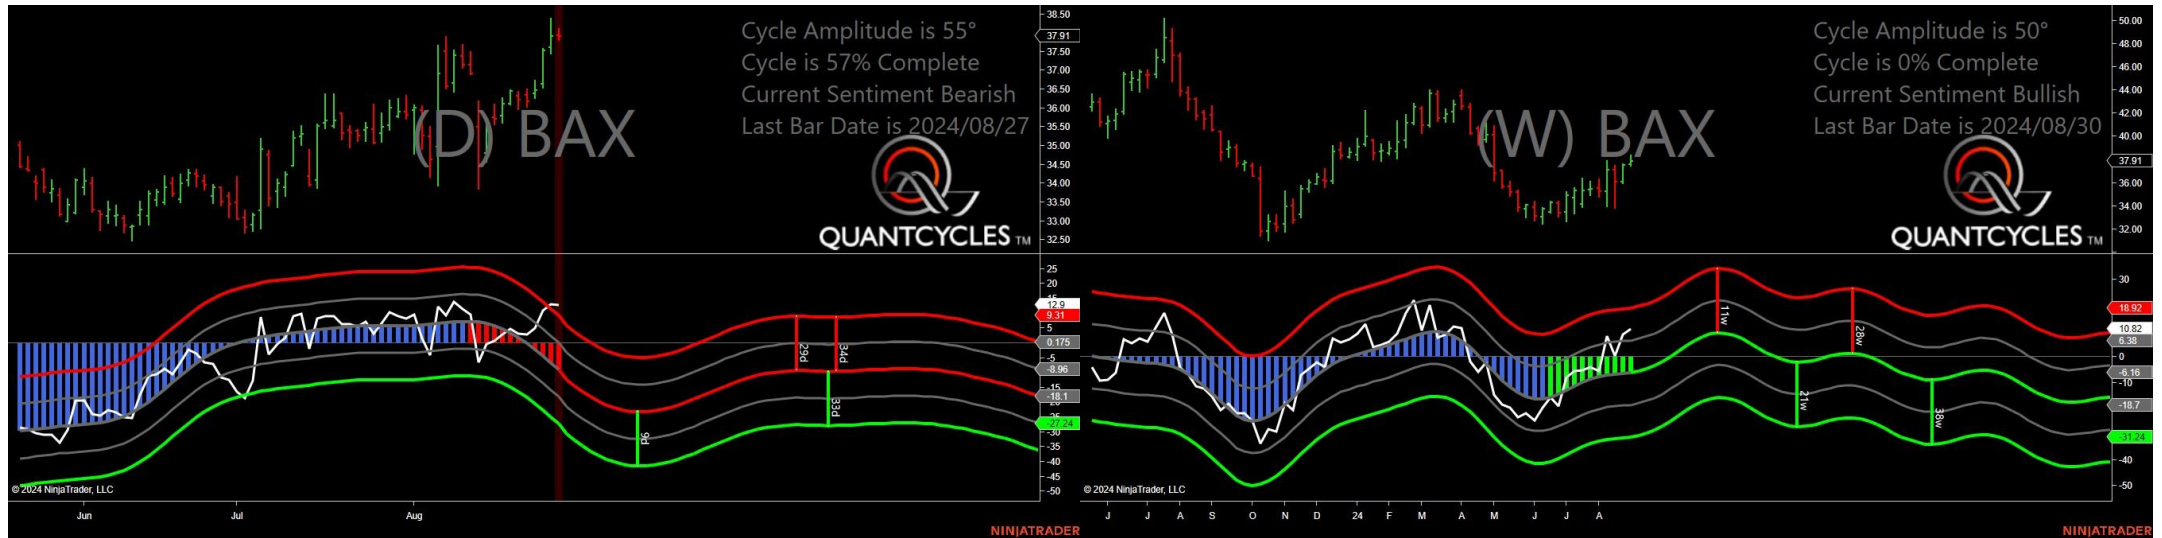 Cycle Amplitude is 55°
Cycle is 57% Complete
Current Sentiment Bearish
Last Bar Date is 2024/08/27
(D) BAX
QUANTCYCLES TM
38.50
37.91
37.50
37.00
36.50
36.00
35.50
35.00
34.50
34.00
33.50
33.00
32.50
25
20
12.9
9.31
5
0.175
-5
-8.96
-15
-18.1
-27.24
-30
-35
-40
-45
-50
29d
34d
33d
9d
© 2024 NinjaTrader, LLC
Jun
Jul
Aug
NINJATRADER
Cycle Amplitude is 50°
Cycle is 0% Complete
Current Sentiment Bullish
Last Bar Date is 2024/08/30
(W) BAX
QUANTCYCLES TM
50.00
48.00
46.00
44.00
42.00
40.00
37.91
36.00
34.00
32.00
30
18.92
10.82
6.38
0
-6.16
-10
-18.7
-31.24
-40
-50
11w
28w
21w
38w
© 2024 NinjaTrader, LLC
J
J
A
S
O
N
D
24
F
M
A
M
J
J
A
NINJATRADER